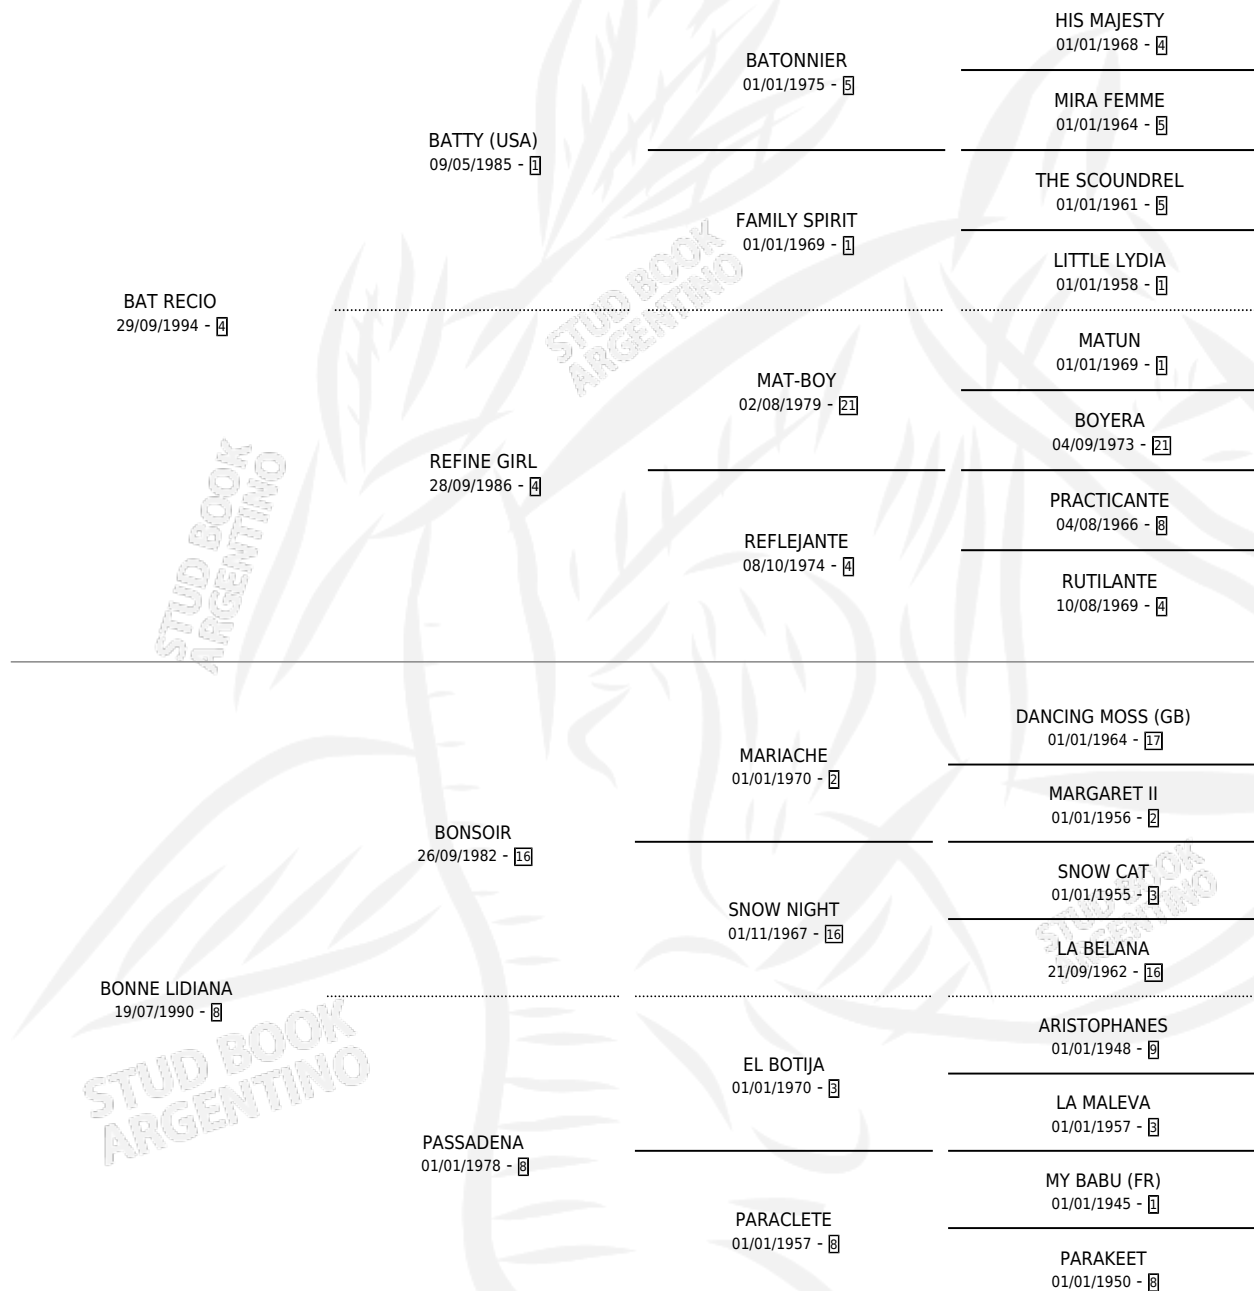 HIS MAJESTY
01/01/1968 - 4
BATONNIER
01/01/1975 - 5
MIRA FEMME
01/01/1964 - 5
BATTY (USA)
09/05/1985 - 1
THE SCOUNDREL
01/01/1961 - 5
FAMILY SPIRIT
01/01/1969 - 1
LITTLE LYDIA
01/01/1958 - 1
BAT RECIO
29/09/1994 - 4
STUD BOOK
ARGENTINO
MATUN
01/01/1969 - 1
MAT-BOY
02/08/1979 - 21
BOYERA
04/09/1973 - 21
REFINE GIRL
28/09/1986 - 4
PRACTICANTE
04/08/1966 - 8
REFLEJANTE
08/10/1974 - 4
RUTILANTE
10/08/1969 - 4
STUD BOOK
ARGENTINO
DANCING MOSS (GB)
01/01/1964 - 17
MARIACHE
01/01/1970 - 2
MARGARET II
01/01/1956 - 2
BONSOIR
26/09/1982 - 16
SNOW CAT
01/01/1955 - 3
SNOW NIGHT
01/11/1967 - 16
LA BELANA
21/09/1962 - 16
STUD BOOK
ARGENTINO
BONNE LIDIANA
19/07/1990 - 8
STUD BOOK
ARGENTINO
ARISTOPHANES
01/01/1948 - 9
EL BOTIJA
01/01/1970 - 3
LA MALEVA
01/01/1957 - 3
PASSADENA
01/01/1978 - 8
MY BABU (FR)
01/01/1945 - 1
PARACLETE
01/01/1957 - 8
PARAKEET
01/01/1950 - 8